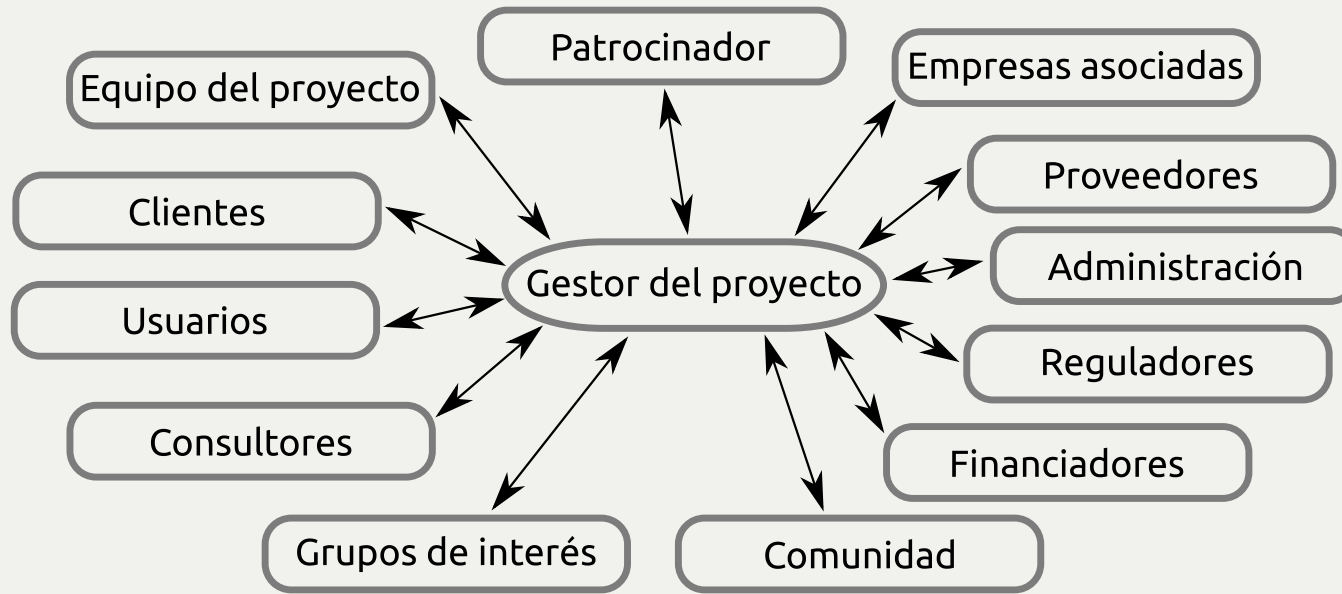 Patrocinador
Empresas asociadas
Equipo del proyecto
Proveedores
Clientes
Administración
Gestor del proyecto
Usuarios
Reguladores
Consultores
Financiadores
Grupos de interés
Comunidad